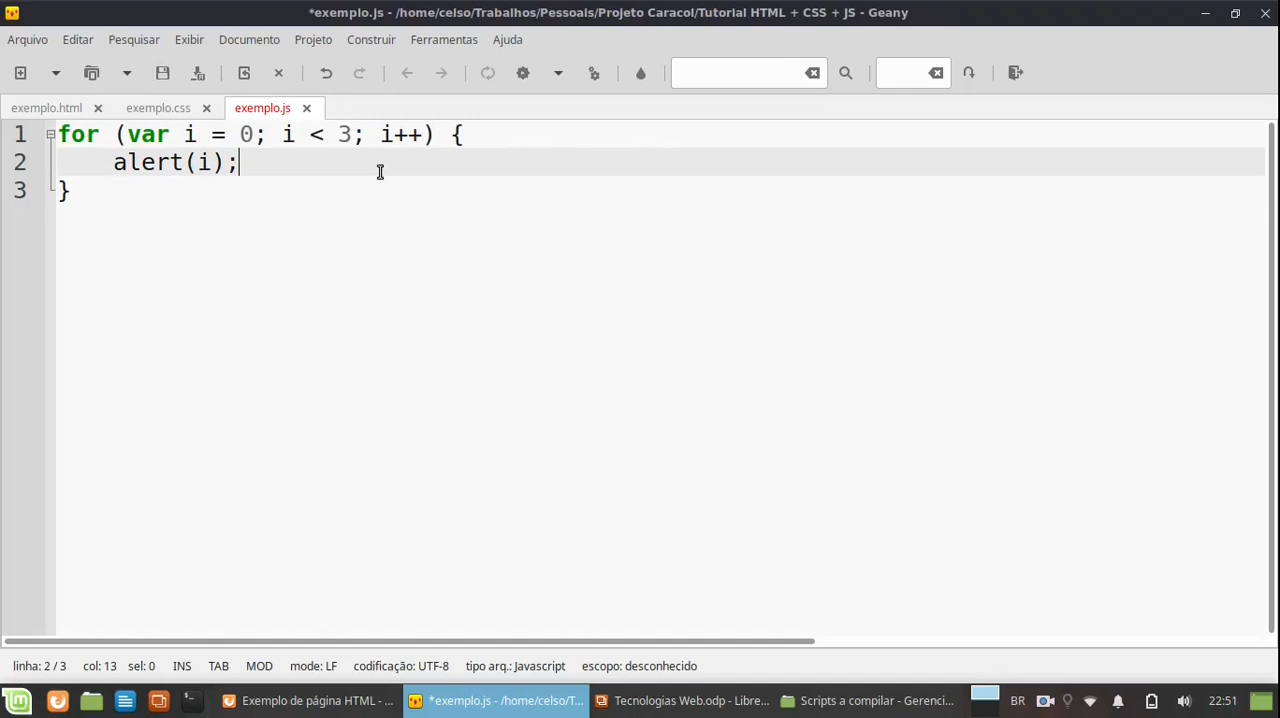 *exemplo.js - /home/celso/Trabalhos/Pessoais/Projeto Caracol/Tutorial HTML + CSS + JS - Geany
Arquivo Editar Pesquisar Exibir Documento Projeto Construir Ferramentas Ajuda
exemplo.html exemplo.css exemplo.js
1 for (var i = 0; i < 3; i++) {
2 alert(i);
3 }
linha: 2 / 3 col: 13 sel: 0 INS TAB MOD mode: LF codificação: UTF-8 tipo arq.: Javascript escopo: desconhecido
Exemplo de página HTML - ... *exemplo.js - /home/celso/T... Tecnologias Web.odp - Libre... Scripts a compilar - Gerenci... BR 22:51